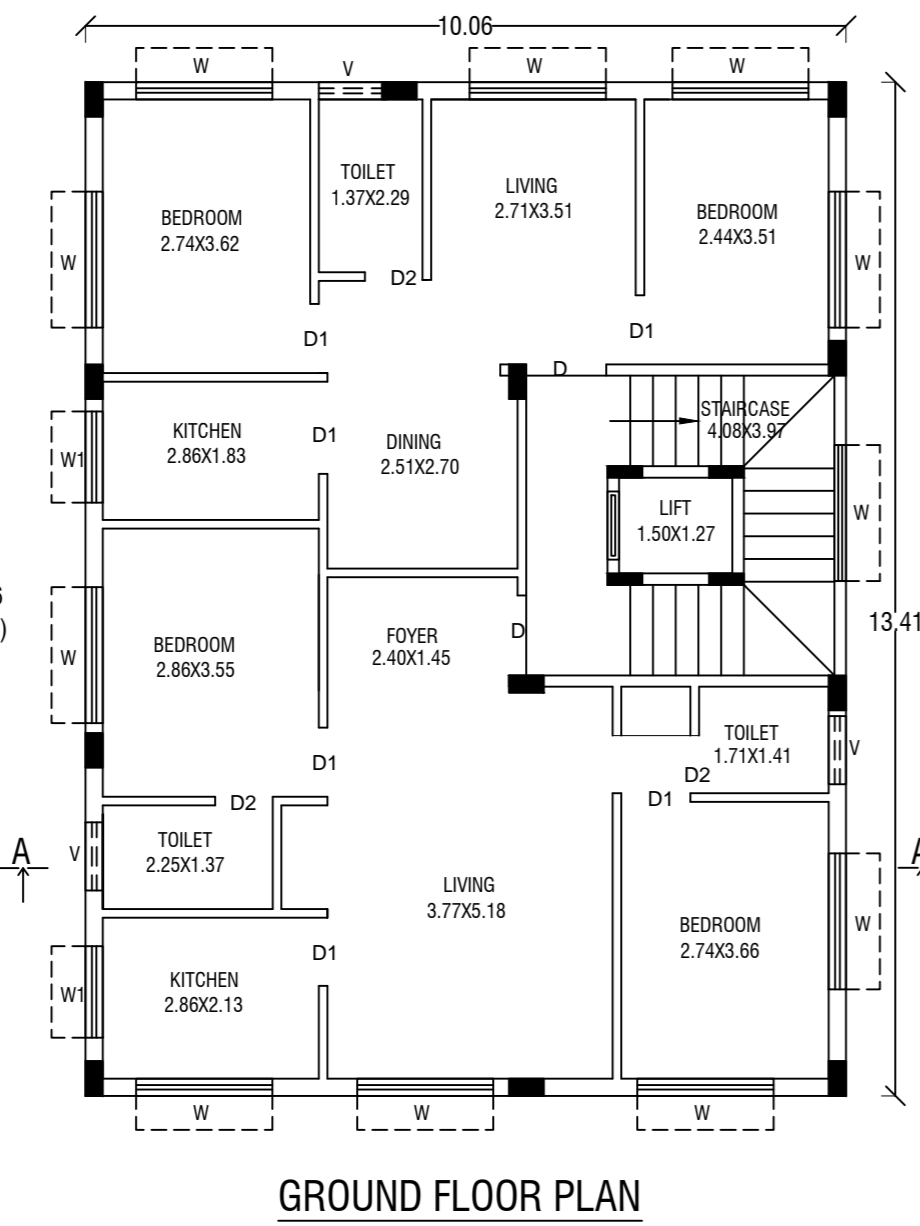 10.06
W
V
W
W
TOILET
1.37X2.29
LIVING
2.71X3.51
BEDROOM
2.74X3.62
BEDROOM
2.44X3.51
W
W
D2
D1
D1
D
STAIRCASE
4.08X3.97
KITCHEN
2.86X1.83
D1
DINING
2.51X2.70
W1
LIFT
1.50X1.27
W
6
)
13.41
BEDROOM
2.86X3.55
FOYER
2.40X1.45
D
W
TOILET
1.71X1.41
V
D1
D2
D2
D1
A
V
TOILET
2.25X1.37
A
LIVING
3.77X5.18
BEDROOM
2.74X3.66
W
D1
KITCHEN
2.86X2.13
W1
W
W
W
GROUND FLOOR PLAN